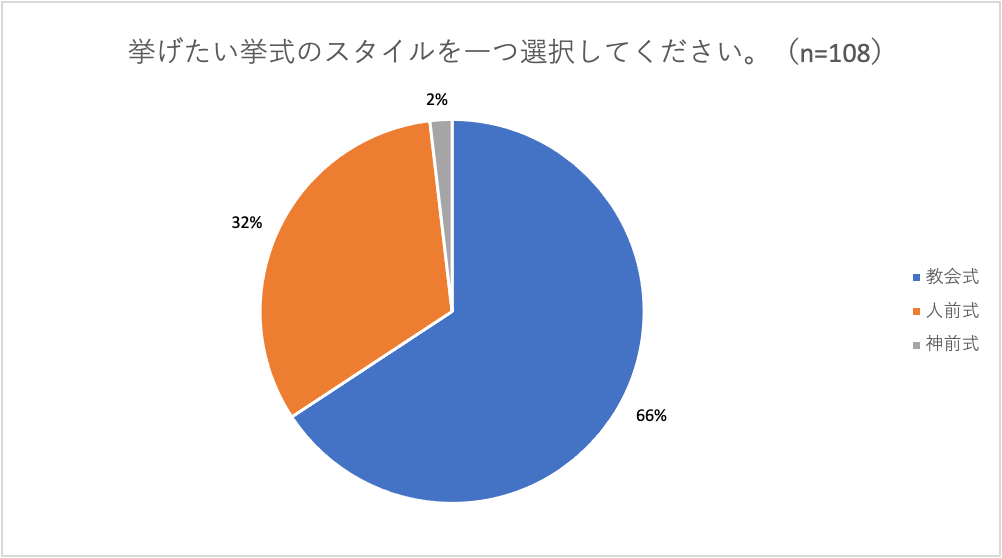 挙げたい挙式のスタイルを一つ選択してください。（n=108）
2%
32%
66%
教会式
人前式
神前式